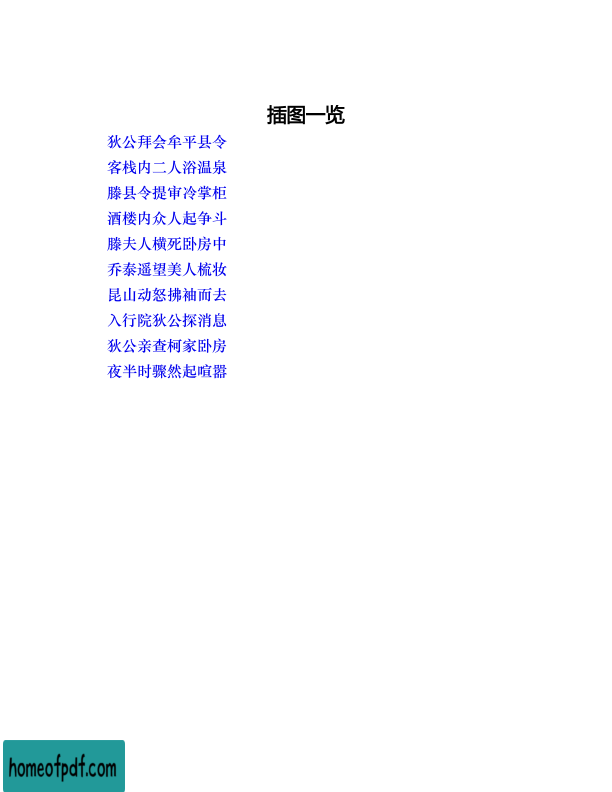 插图一览
狄公拜会牟平县令
客栈内二人浴温泉
滕县令提审冷掌柜
酒楼内众人起争斗
滕夫人横死卧房中
乔泰遥望美人梳妆
昆山动怒拂袖而去
入行院狄公探消息
狄公亲查柯家卧房
夜半时骤然起喧嚣
homeofpdf.com